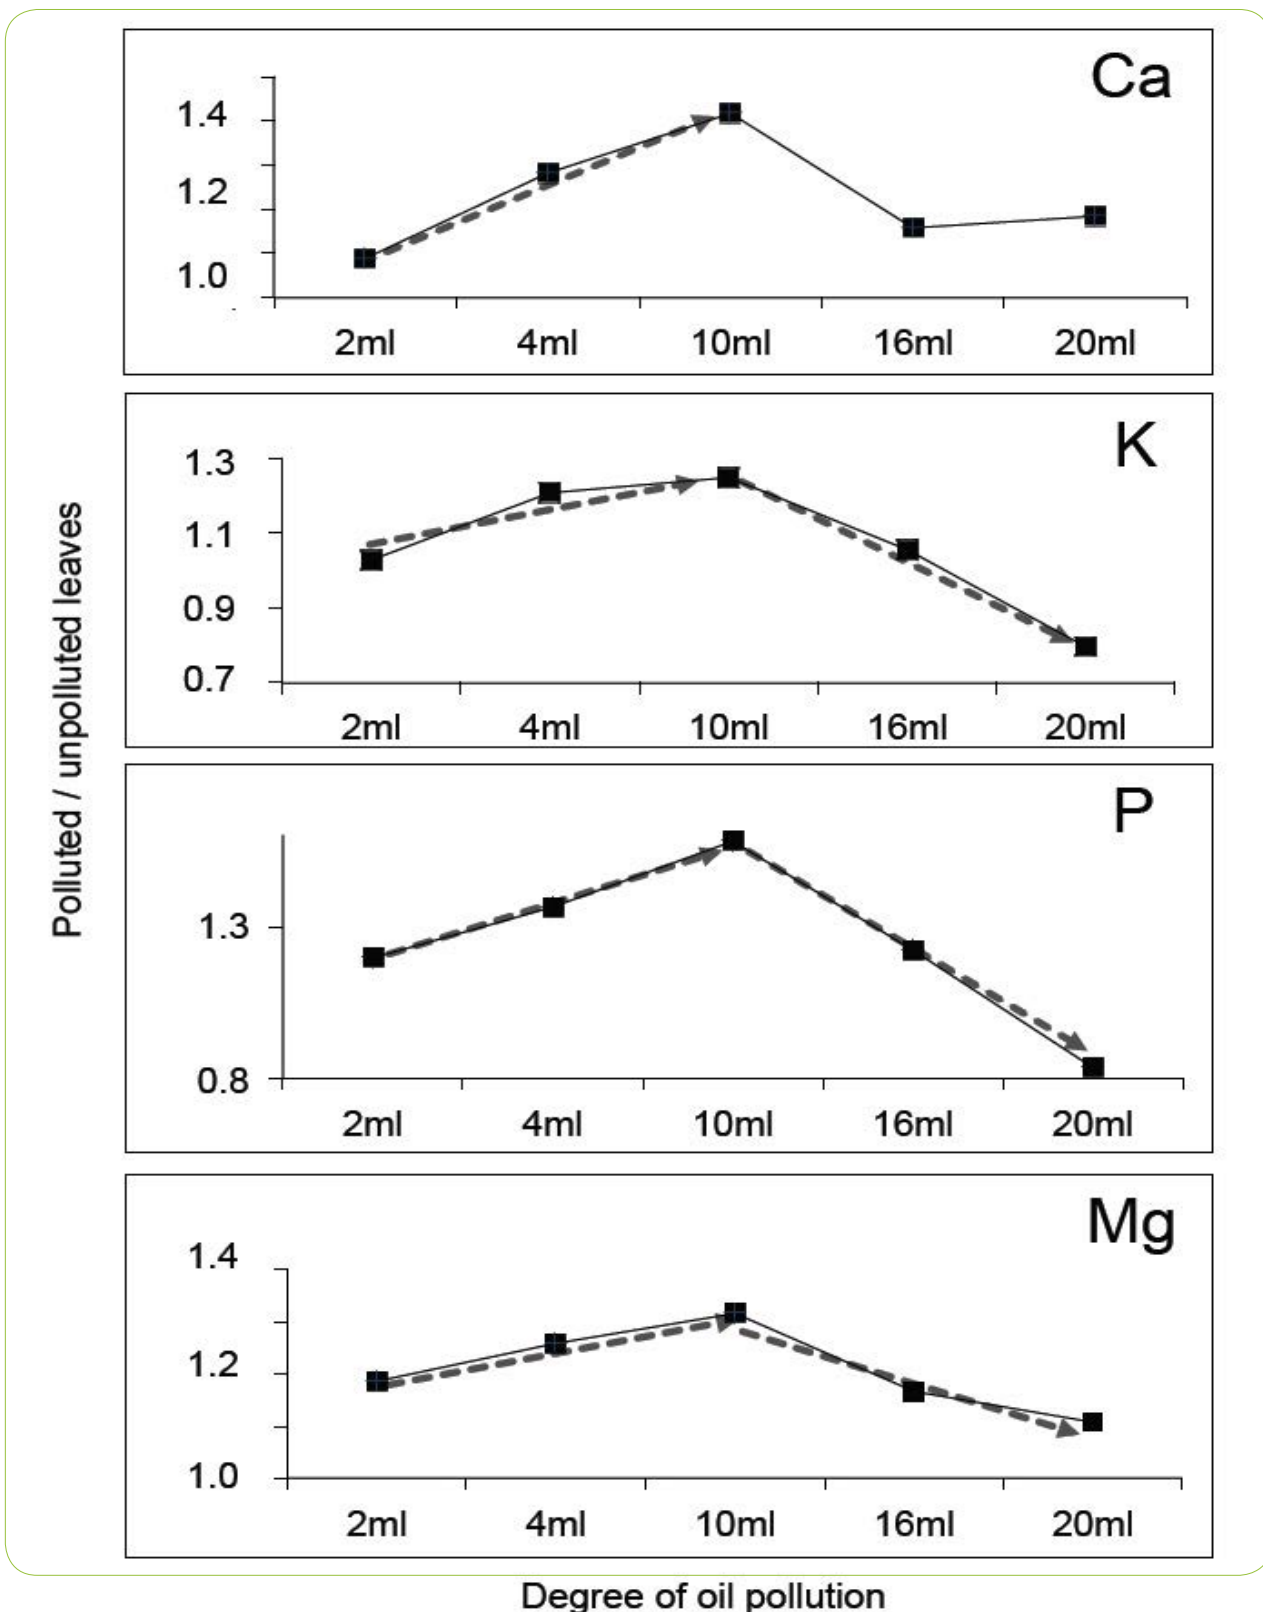 Ca
1.4
1.2
1.0
2ml 4ml 10ml 16ml 20ml
K
1.3
1.1
0.9
0.7
2ml 4ml 10ml 16ml 20ml
Polluted / unpolluted leaves
P
1.3
0.8
2ml 4ml 10ml 16ml 20ml
Mg
1.4
1.2
1.0
2ml 4ml 10ml 16ml 20ml
Degree of oil pollution